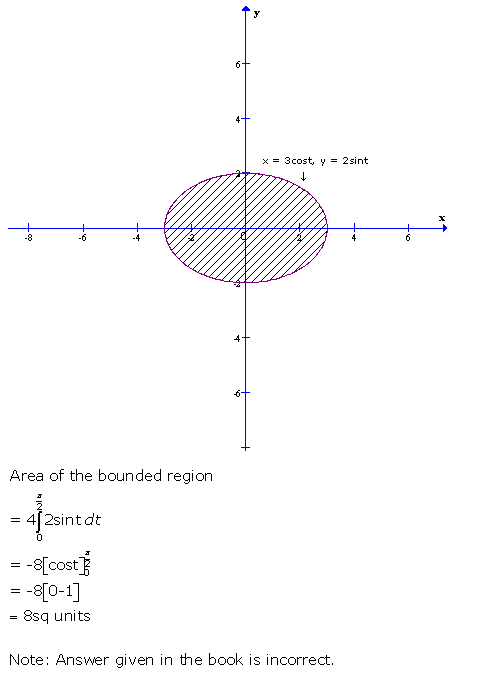 y
6
4
x = 3cost, y = 2sint
↓
2
x
-8 -6 -4 -2 0 2 4 6
-2
-4
-6
Area of the bounded region
= 4∫₀^(π/2) 2sint dt
= -8[cost]₀^(π/2)
= -8[0-1]
= 8sq units
Note: Answer given in the book is incorrect.